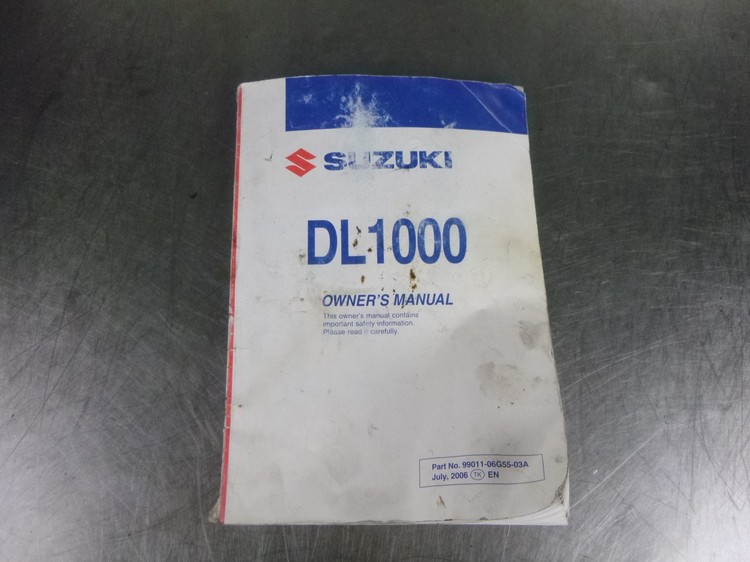 SUZUKI
DL1000
OWNER'S MANUAL
This owner's manual contains
important safety information.
Please read it carefully.
Part No. 99011-06G55-03A
July, 2006 TK EN